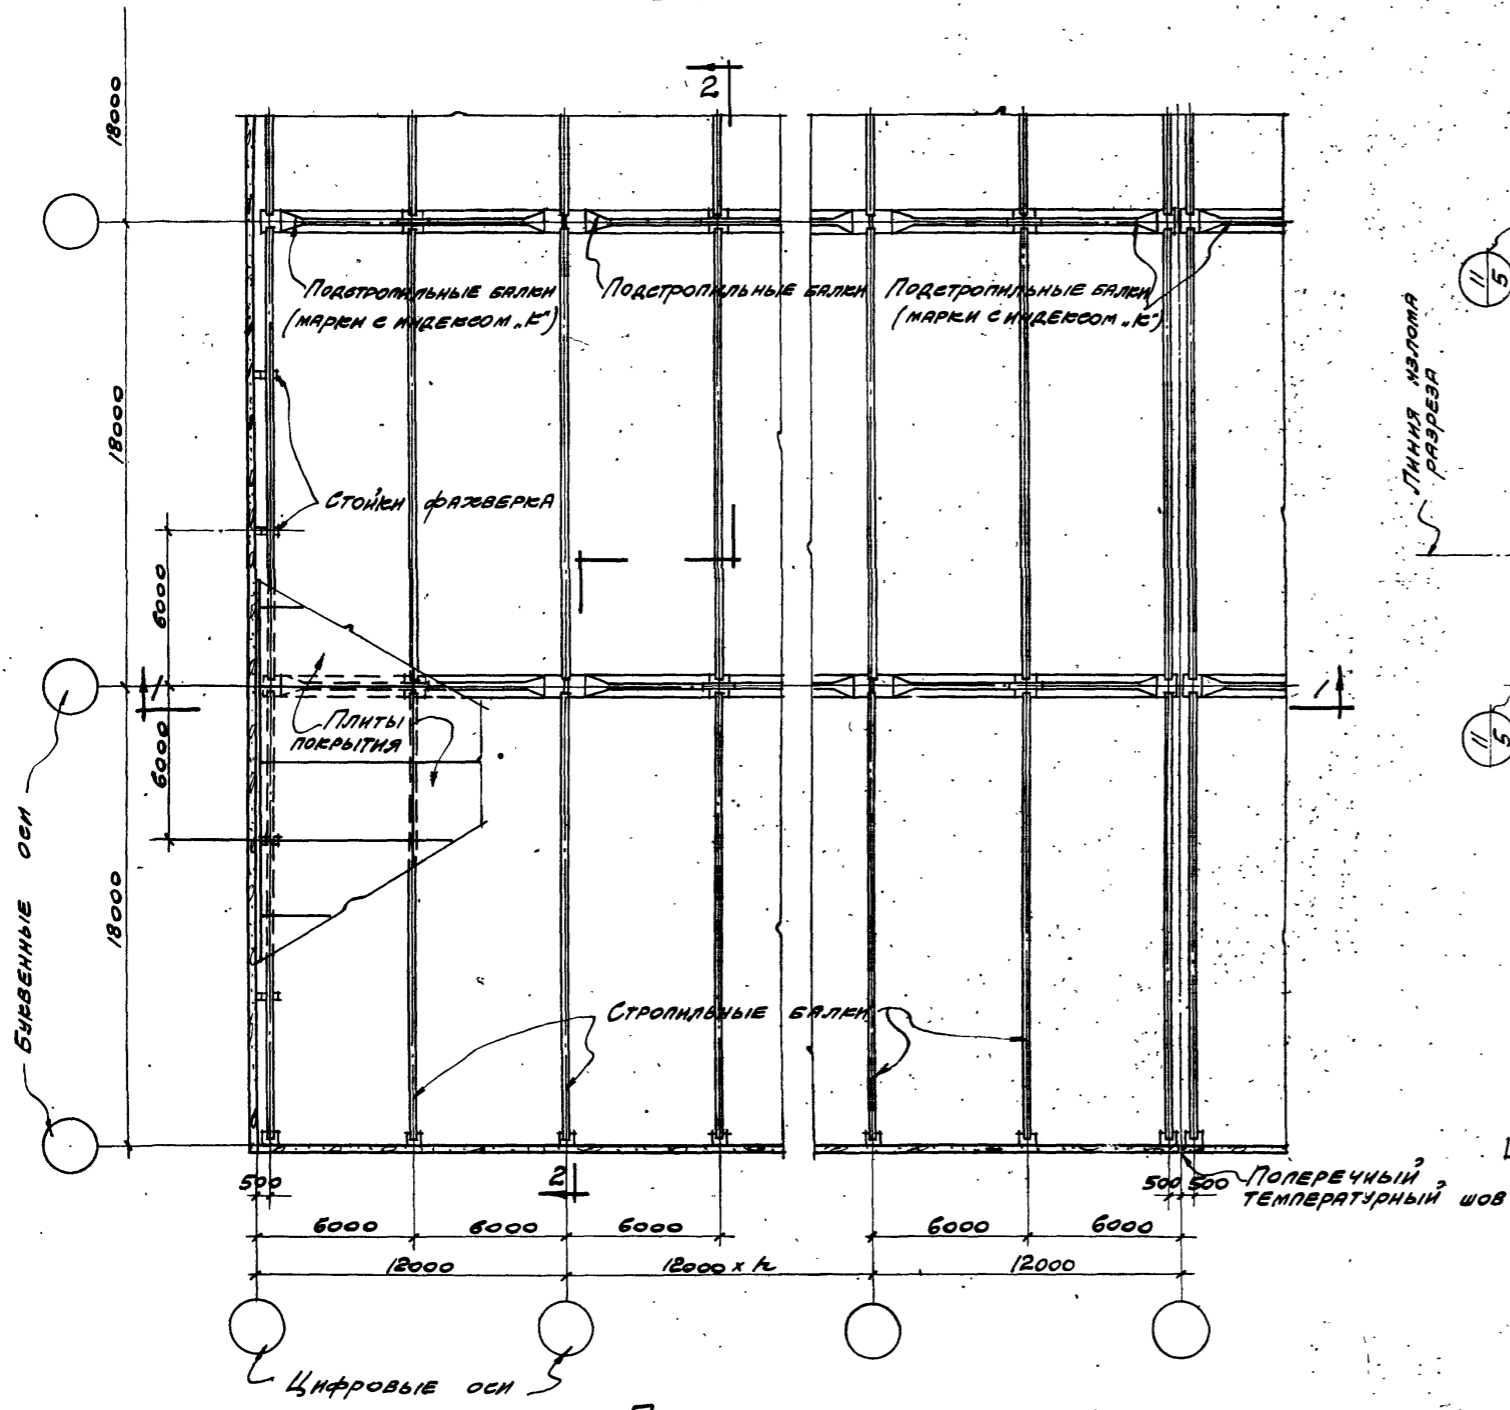 2
18000
Подстропильные балки
(марки с индексом „К")
Подстропильные балки
Подстропильные балки
(марки с индексом „К")
11
5
Линия излома
разреза
18000
Стойки фахверка
6000
1
1
Плиты
покрытия
6000
11
5
Буквенные оси
18000
Стропильные балки
500
2
500
500
Поперечный
температурный шов
6000
6000
6000
6000
6000
12000
12000 x n
12000
Цифровые оси